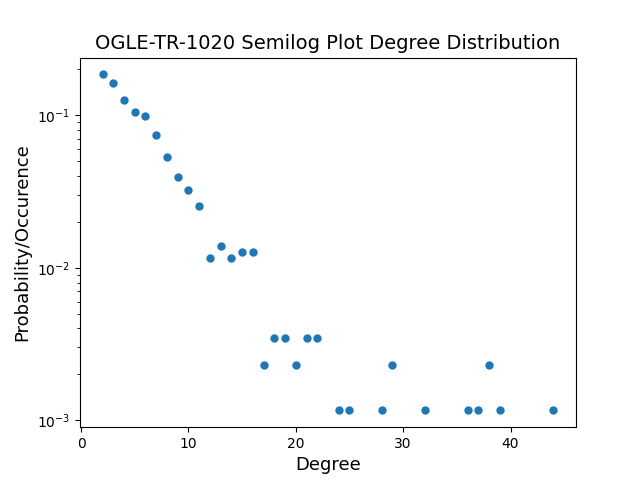 OGLE-TR-1020 Semilog Plot Degree Distribution
Probability/Occurence
10⁻¹
10⁻²
10⁻³
0 10 20 30 40
Degree